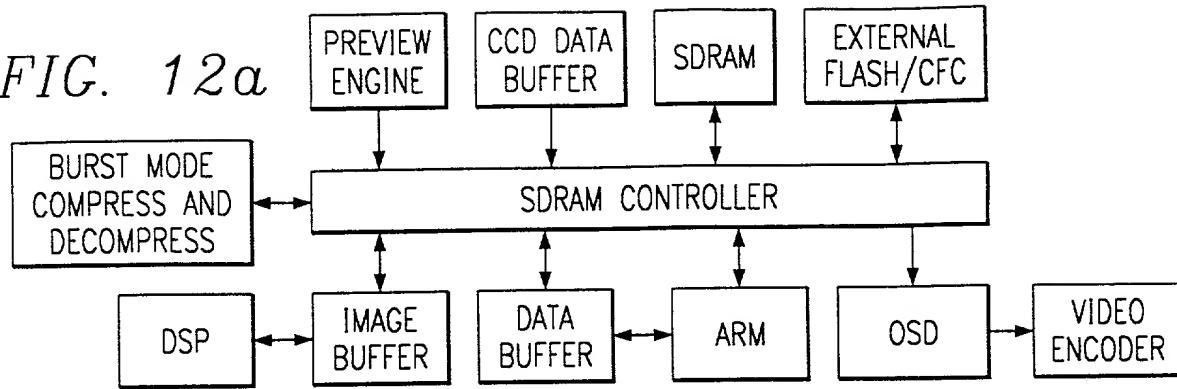 FIG. 12a
PREVIEW
ENGINE
CCD DATA
BUFFER
SDRAM
EXTERNAL
FLASH/CFC
BURST MODE
COMPRESS AND
DECOMPRESS
SDRAM CONTROLLER
DSP
IMAGE
BUFFER
DATA
BUFFER
ARM
OSD
VIDEO
ENCODER